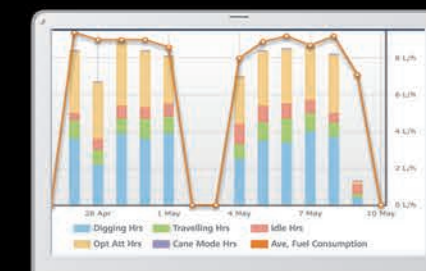 8 L/h
6 L/h
4 L/h
2 L/h
0 L/h
28 Apr 1 May 4 May 7 May 10 May
Digging Hrs Travelling Hrs Idle Hrs
Opt Att Hrs Cane Mode Hrs Ave, Fuel Consumption